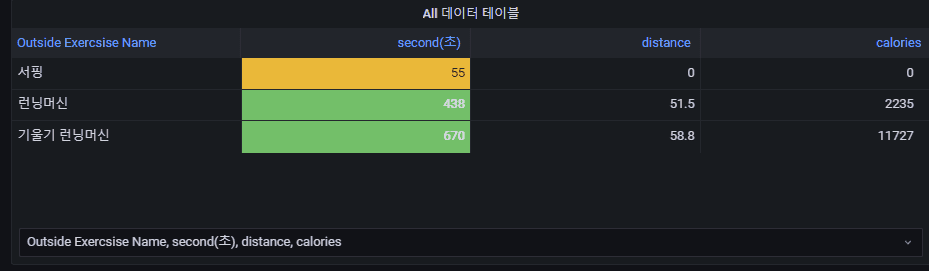 All 데이터 테이블
Outside Exercsise Name second(초) distance calories
서핑 55 0 0
런닝머신 438 51.5 2235
기울기 런닝머신 670 58.8 11727
Outside Exercsise Name, second(초), distance, calories